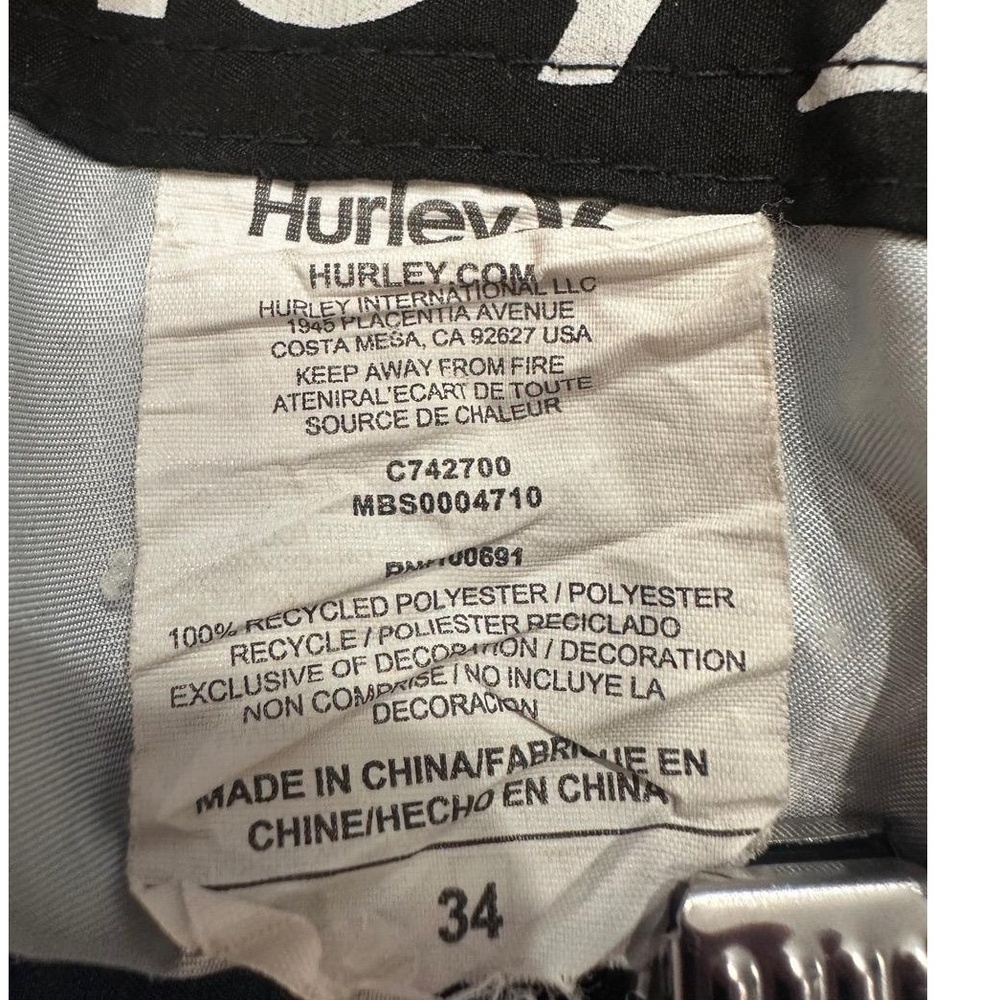 Hurley
HURLEY.COM
HURLEY INTERNATIONAL LLC
1945 PLACENTIA AVENUE
COSTA MESA, CA 92627 USA
KEEP AWAY FROM FIRE
ATENIRAL'ECART DE TOUTE
SOURCE DE CHALEUR
C742700
MBS0004710
100% RECYCLED POLYESTER / POLYESTER
RECYCLE / POLIESTER RECICLADO
EXCLUSIVE OF DECORATION / DECORATION
NON COMPRISE / NO INCLUYE LA
DECORACION
MADE IN CHINA/FABRIQUE EN
CHINE/HECHO EN CHINA
34